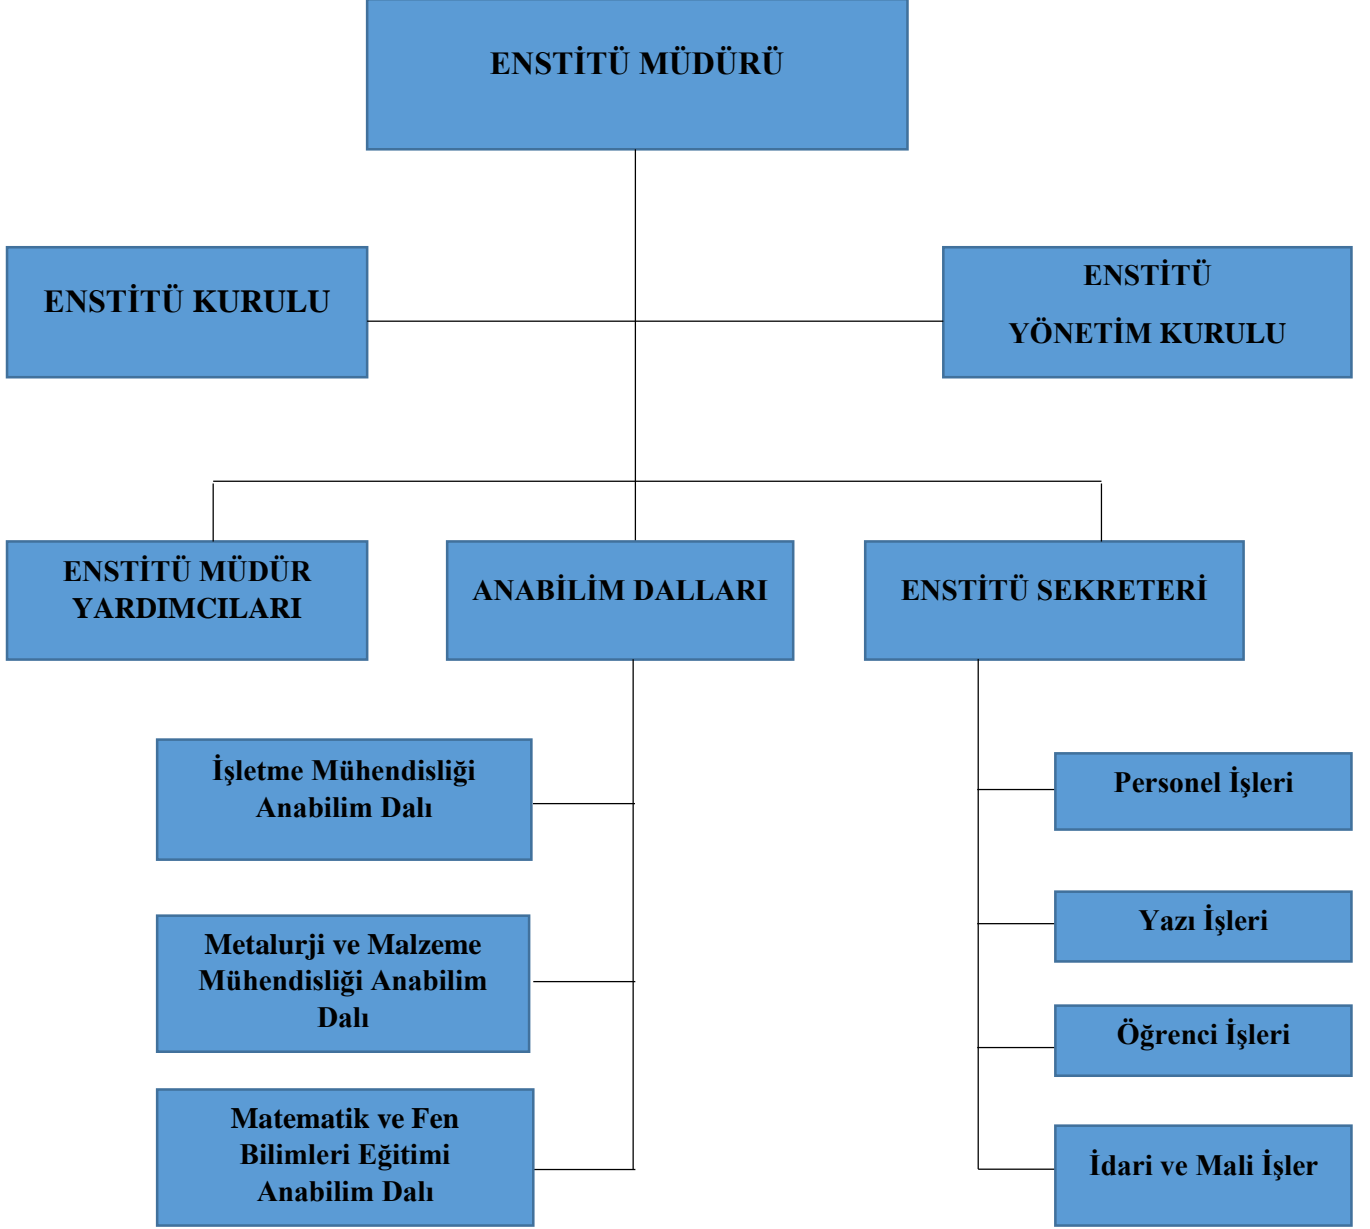 ENSTİTÜ MÜDÜRÜ
ENSTİTÜ KURULU
ENSTİTÜ
YÖNETİM KURULU
ENSTİTÜ MÜDÜR
YARDIMCILARI
ANABİLİM DALLARI
ENSTİTÜ SEKRETERİ
İşletme Mühendisliği
Anabilim Dalı
Metalurji ve Malzeme
Mühendisliği Anabilim
Dalı
Matematik ve Fen
Bilimleri Eğitimi
Anabilim Dalı
Personel İşleri
Yazı İşleri
Öğrenci İşleri
İdari ve Mali İşler